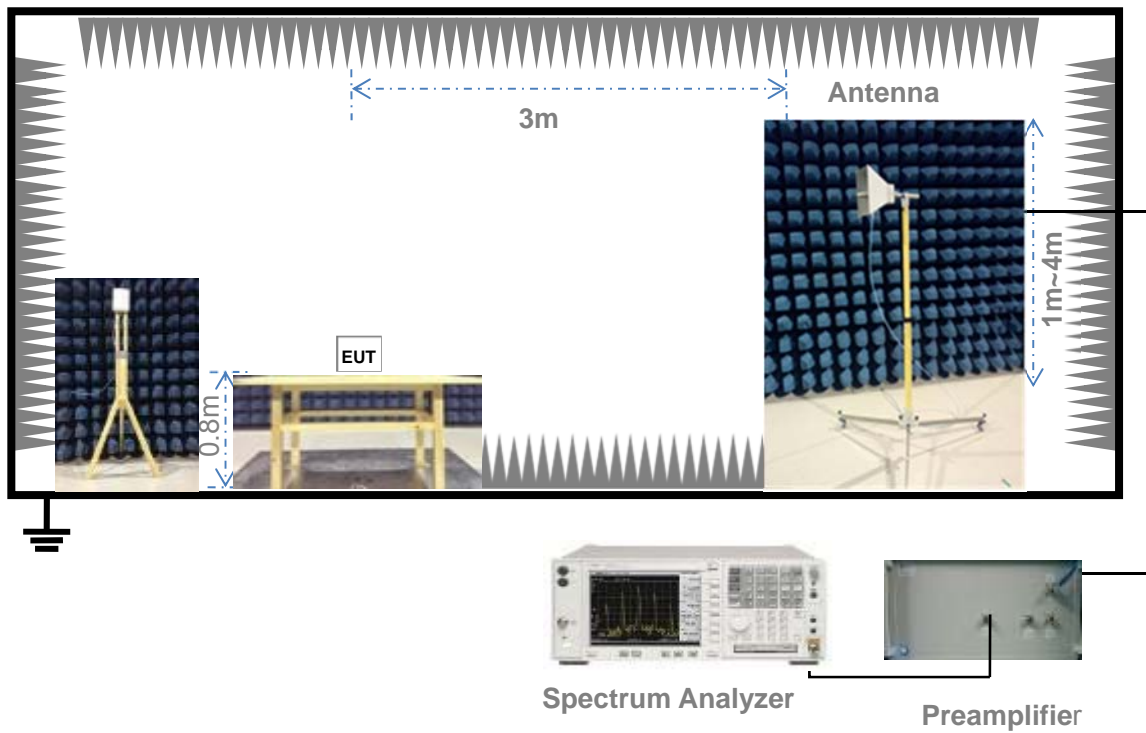 Antenna
3m
1m~4m
EUT
0.8m
Spectrum Analyzer
Preamplifier